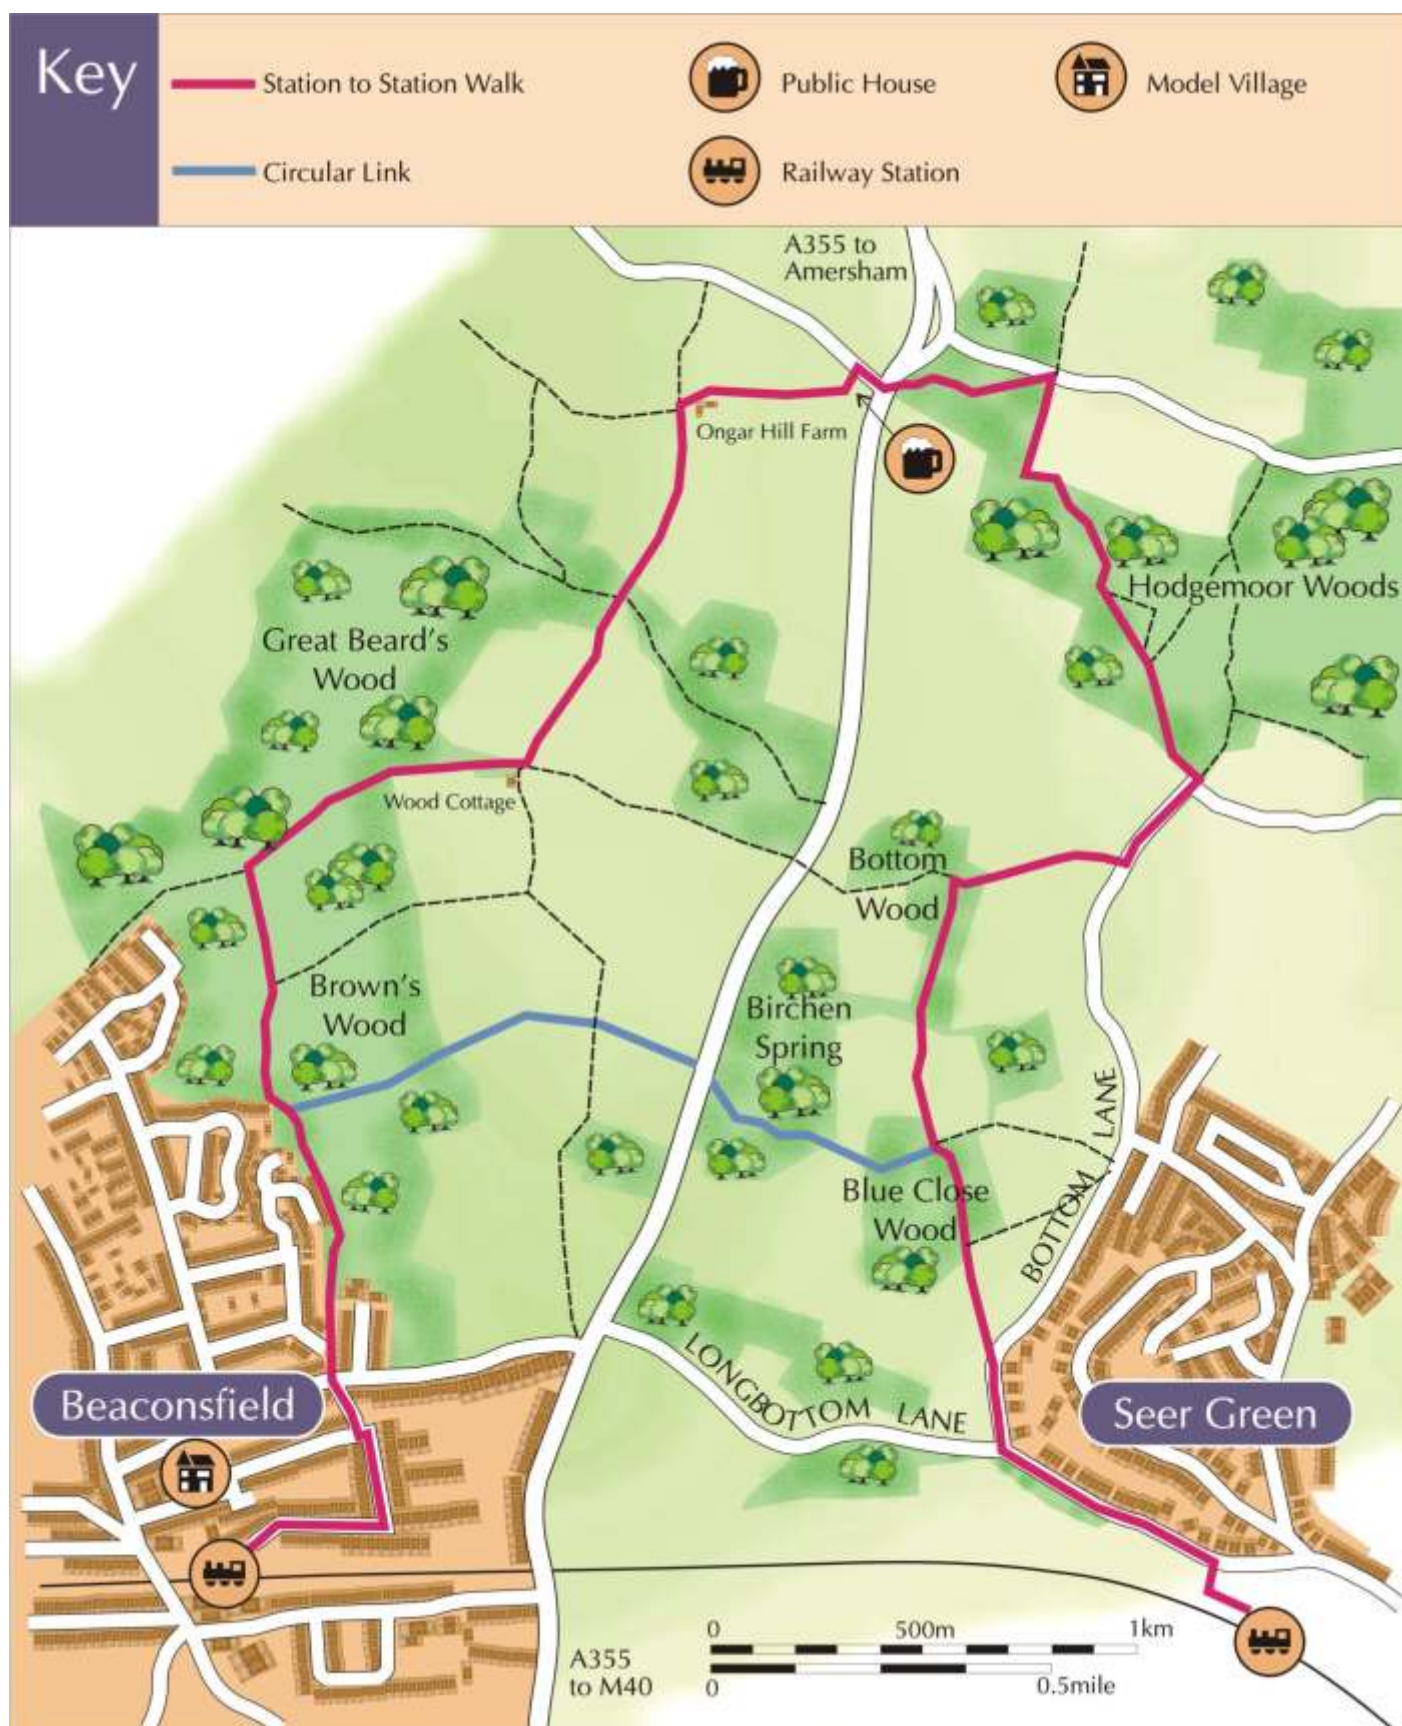 Key
Station to Station Walk
Public House
Model Village
Circular Link
Railway Station
A355 to
Amersham
Ongar Hill Farm
Hodgemoor Woods
Great Beard's
Wood
Wood Cottage
Bottom
Wood
Brown's
Wood
Birchen
Spring
BOTTOM LANE
Blue Close
Wood
LONGBOTTOM LANE
Beaconsfield
Seer Green
0 500m 1km
A355
to M40
0 0.5mile